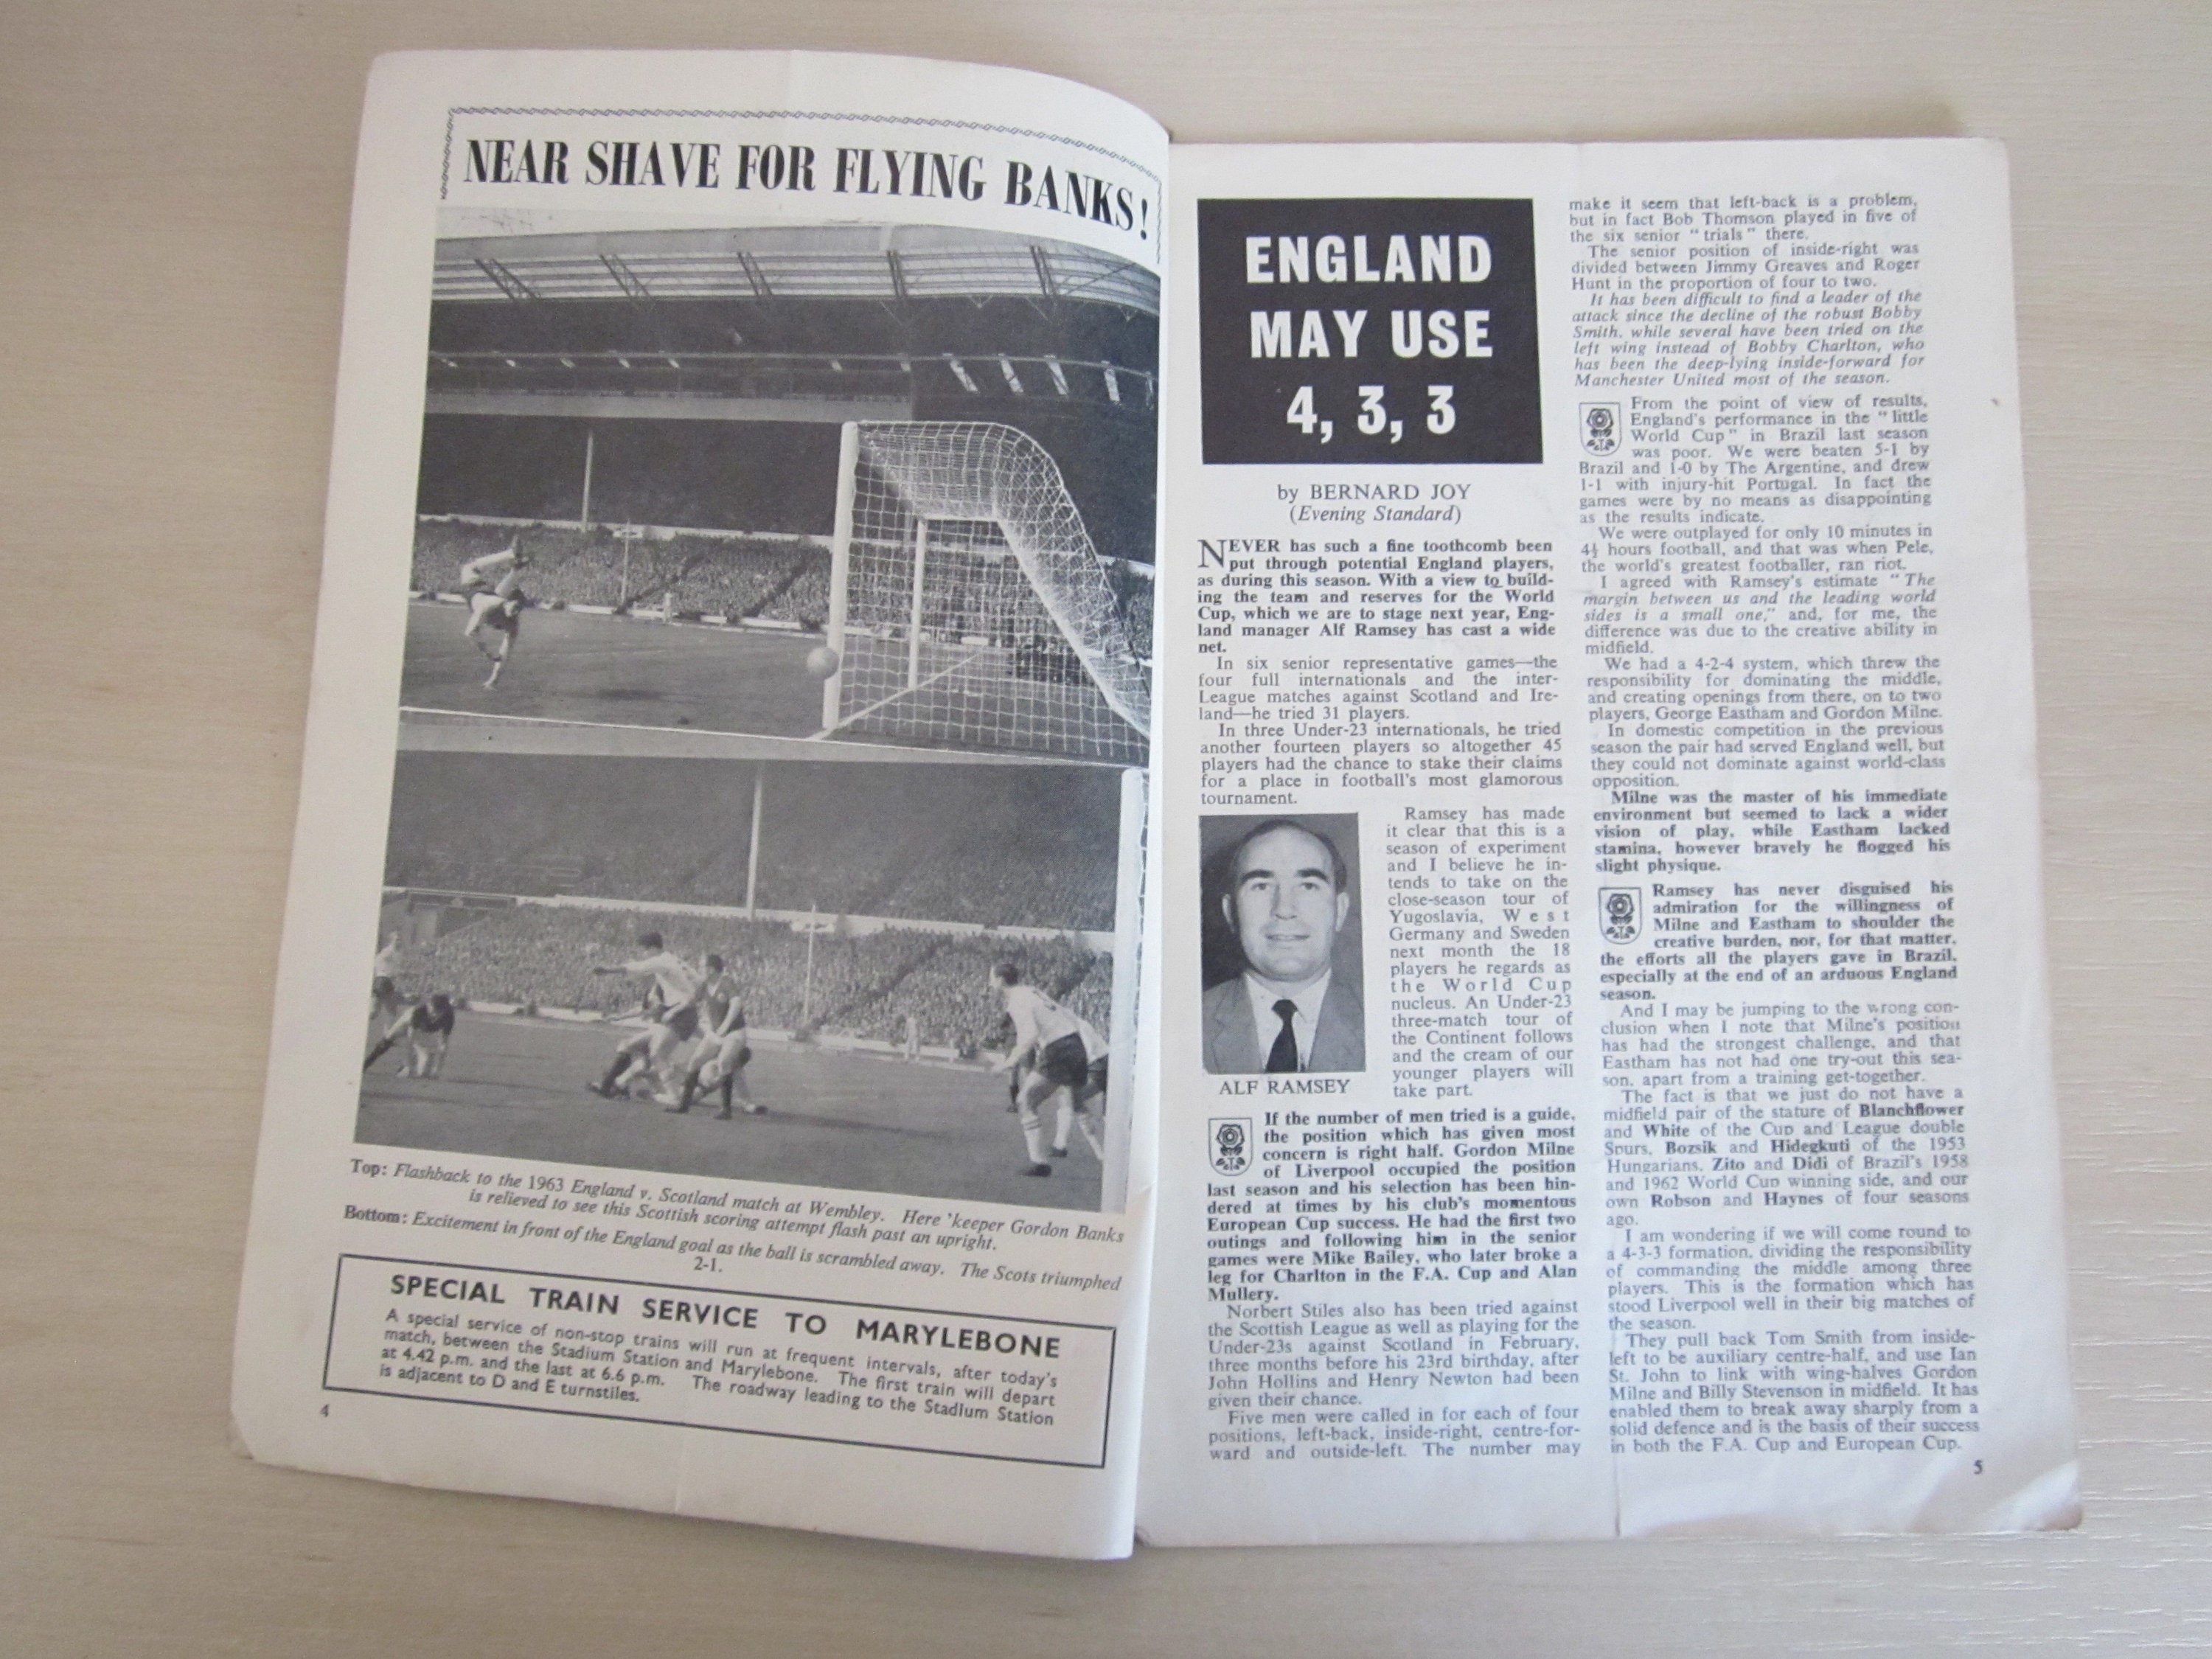 NEAR SHAVE FOR FLYING BANKS!
Top: Flashback to the 1963 England v. Scotland match at Wembley. Here 'keeper Gordon Banks
is relieved to see this Scottish scoring attempt flash past an upright.
Bottom: Excitement in front of the England goal as the ball is scrambled away. The Scots triumphed
2-1.
SPECIAL TRAIN SERVICE TO MARYLEBONE
A special service of non-stop trains will run at frequent intervals, after today's
match, between the Stadium Station and Marylebone. The first train will depart
at 4.42 p.m. and the last at 6.6 p.m. The roadway leading to the Stadium Station
is adjacent to D and E turnstiles.
4
ENGLAND
MAY USE
4, 3, 3
by BERNARD JOY
(Evening Standard)
NEVER has such a fine toothcomb been
put through potential England players,
as during this season. With a view to build-
ing the team and reserves for the World
Cup, which we are to stage next year, Eng-
land manager Alf Ramsey has cast a wide
net.
In six senior representative games—the
four full internationals and the inter-
League matches against Scotland and Ire-
land—he tried 31 players.
In three Under-23 internationals, he tried
another fourteen players so altogether 45
players had the chance to stake their claims
for a place in football's most glamorous
tournament.
Ramsey has made
it clear that this is a
season of experiment
and I believe he in-
tends to take on the
close-season tour of
Yugoslavia, West
Germany and Sweden
next month the 18
players he regards as
the World Cup
nucleus. An Under-23
three-match tour of
the Continent follows
and the cream of our
younger players will
take part.
ALF RAMSEY
If the number of men tried is a guide,
the position which has given most
concern is right half. Gordon Milne
of Liverpool occupied the position
last season and his selection has been hin-
dered at times by his club's momentous
European Cup success. He had the first two
outings and following him in the senior
games were Mike Bailey, who later broke a
leg for Charlton in the F.A. Cup and Alan
Mullery.
Norbert Stiles also has been tried against
the Scottish League as well as playing for the
Under-23s against Scotland in February,
three months before his 23rd birthday, after
John Hollins and Henry Newton had been
given their chance.
Five men were called in for each of four
positions, left-back, inside-right, centre-for-
ward and outside-left. The number may
make it seem that left-back is a problem,
but in fact Bob Thomson played in five of
the six senior "trials" there.
The senior position of inside-right was
divided between Jimmy Greaves and Roger
Hunt in the proportion of four to two.
It has been difficult to find a leader of the
attack since the decline of the robust Bobby
Smith, while several have been tried on the
left wing instead of Bobby Charlton, who
has been the deep-lying inside-forward for
Manchester United most of the season.
From the point of view of results,
England's performance in the "little
World Cup" in Brazil last season
was poor. We were beaten 5-1 by
Brazil and 1-0 by The Argentine, and drew
1-1 with injury-hit Portugal. In fact the
games were by no means as disappointing
as the results indicate.
We were outplayed for only 10 minutes in
4½ hours football, and that was when Pele,
the world's greatest footballer, ran riot.
I agreed with Ramsey's estimate "The
margin between us and the leading world
sides is a small one," and, for me, the
difference was due to the creative ability in
midfield.
We had a 4-2-4 system, which threw the
responsibility for dominating the middle,
and creating openings from there, on to two
players, George Eastham and Gordon Milne.
In domestic competition in the previous
season the pair had served England well, but
they could not dominate against world-class
opposition.
Milne was the master of his immediate
environment but seemed to lack a wider
vision of play, while Eastham lacked
stamina, however bravely he flogged his
slight physique.
Ramsey has never disguised his
admiration for the willingness of
Milne and Eastham to shoulder the
creative burden, nor, for that matter,
the efforts all the players gave in Brazil,
especially at the end of an arduous England
season.
And I may be jumping to the wrong con-
clusion when I note that Milne's position
has had the strongest challenge, and that
Eastham has not had one try-out this sea-
son, apart from a training get-together.
The fact is that we just do not have a
midfield pair of the stature of Blanchflower
and White of the Cup and League double
Spurs, Bozsik and Hidegkuti of the 1953
Hungarians, Zito and Didi of Brazil's 1958
and 1962 World Cup winning side, and our
own Robson and Haynes of four seasons
ago.
I am wondering if we will come round to
a 4-3-3 formation, dividing the responsibility
of commanding the middle among three
players. This is the formation which has
stood Liverpool well in their big matches of
the season.
They pull back Tom Smith from inside-
left to be auxiliary centre-half, and use Ian
St. John to link with wing-halves Gordon
Milne and Billy Stevenson in midfield. It has
enabled them to break away sharply from a
solid defence and is the basis of their success
in both the F.A. Cup and European Cup.
5